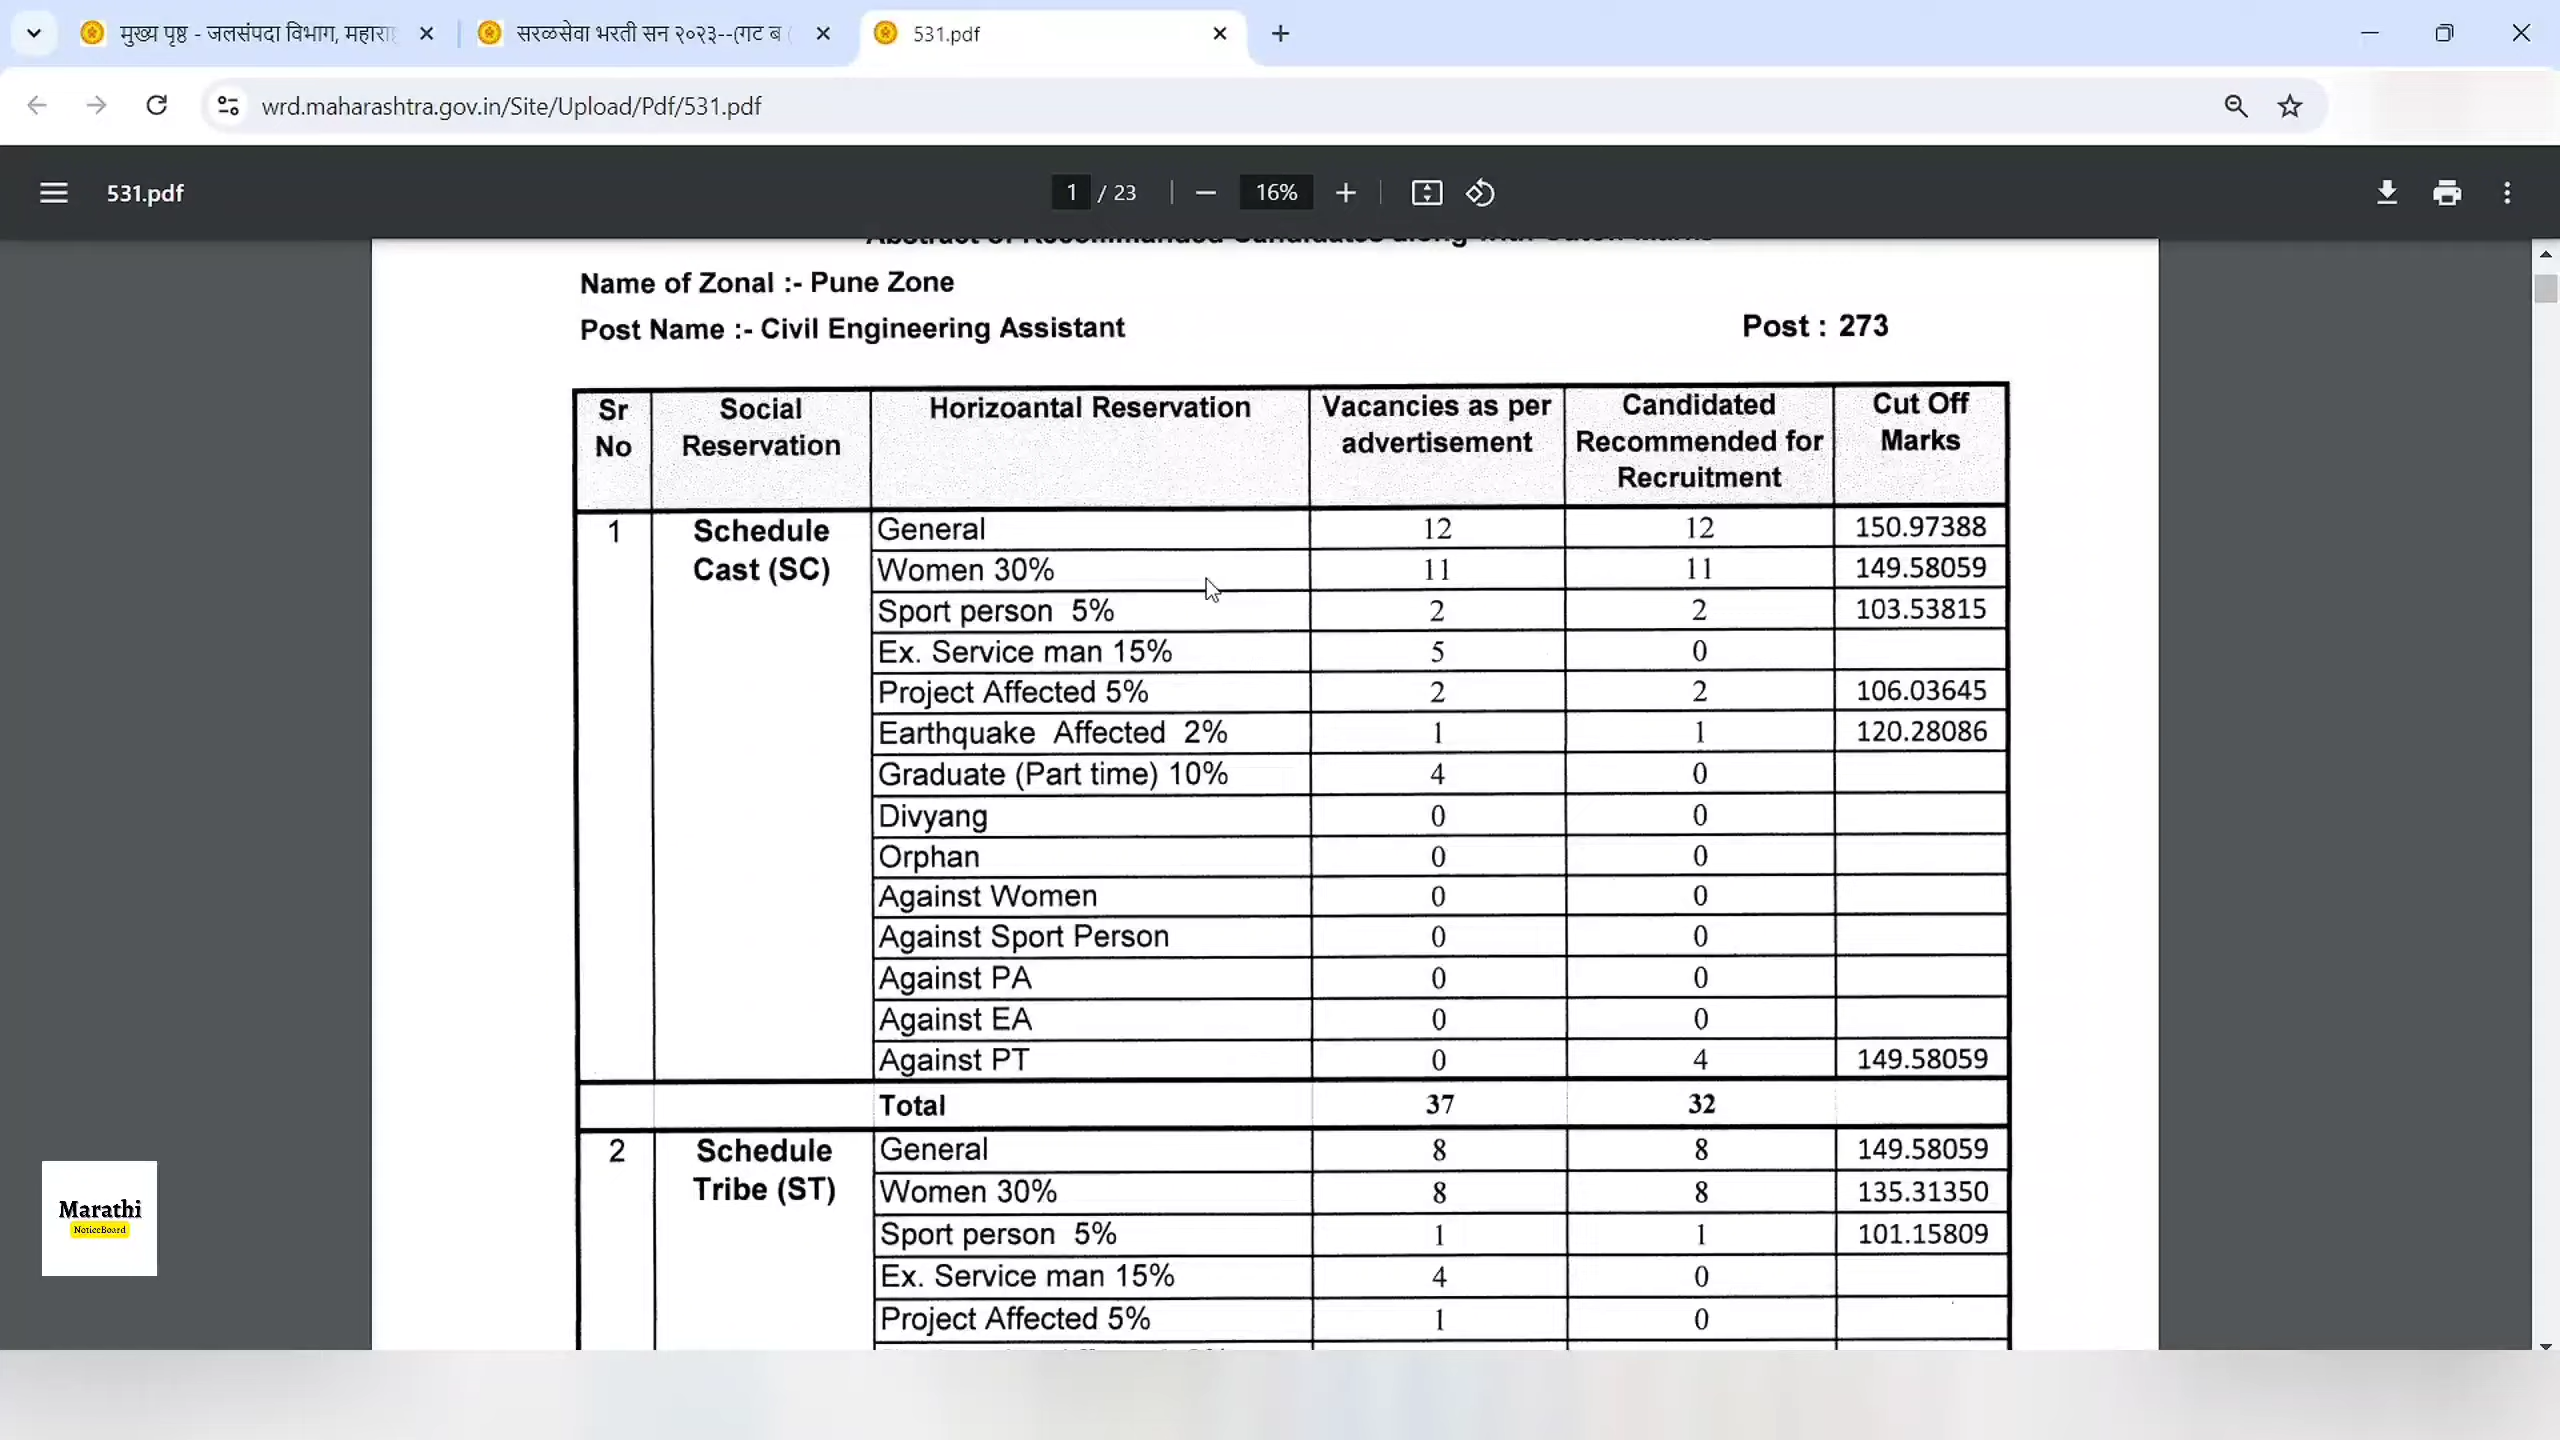 मुख्य पृष्ठ - जलसंपदा विभाग, महारा
सरळसेवा भरती सन २०२३--(गट ब (
531.pdf
wrd.maharashtra.gov.in/Site/Upload/Pdf/531.pdf
531.pdf
1 / 23
16%
Abstract of Recommanded Candidates along with Cutoff Marks
Name of Zonal :- Pune Zone
Post Name :- Civil Engineering Assistant Post : 273
Sr No Social Reservation Horizoantal Reservation Vacancies as per advertisement Candidated Recommended for Recruitment Cut Off Marks
1 Schedule Cast (SC) General 12 12 150.97388
Women 30% 11 11 149.58059
Sport person 5% 2 2 103.53815
Ex. Service man 15% 5 0
Project Affected 5% 2 2 106.03645
Earthquake Affected 2% 1 1 120.28086
Graduate (Part time) 10% 4 0
Divyang 0 0
Orphan 0 0
Against Women 0 0
Against Sport Person 0 0
Against PA 0 0
Against EA 0 0
Against PT 0 4 149.58059
Total 37 32
2 Schedule Tribe (ST) General 8 8 149.58059
Women 30% 8 8 135.31350
Sport person 5% 1 1 101.15809
Ex. Service man 15% 4 0
Project Affected 5% 1 0
Marathi
NoticeBoard